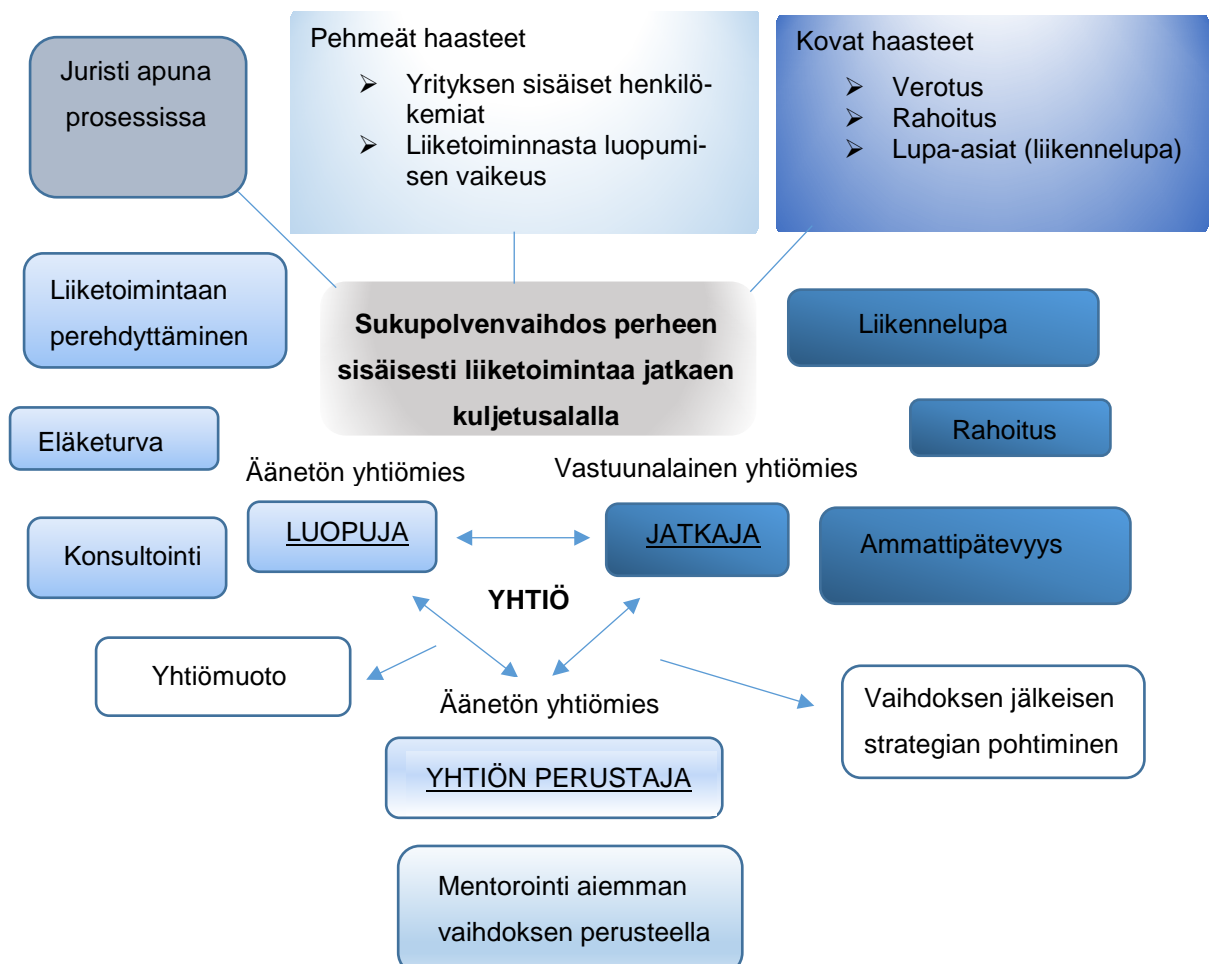 Juristi apuna
prosessissa
Pehmeät haasteet
➢ Yrityksen sisäiset henkilö-
kemiat
➢ Liiketoiminnasta luopumi-
sen vaikeus
Kovat haasteet
➢ Verotus
➢ Rahoitus
➢ Lupa-asiat (liikennelupa)
Liiketoimintaan
perehdyttäminen
Sukupolvenvaihdos perheen
sisäisesti liiketoimintaa jatkaen
kuljetusalalla
Liikennelupa
Eläketurva
Rahoitus
Äänetön yhtiömies
Vastuunalainen yhtiömies
Konsultointi
LUOPUJA
JATKAJA
Ammattipätevyys
YHTIÖ
Yhtiömuoto
Äänetön yhtiömies
Vaihdoksen jälkeisen
strategian pohtiminen
YHTIÖN PERUSTAJA
Mentorointi aiemman
vaihdoksen perusteella